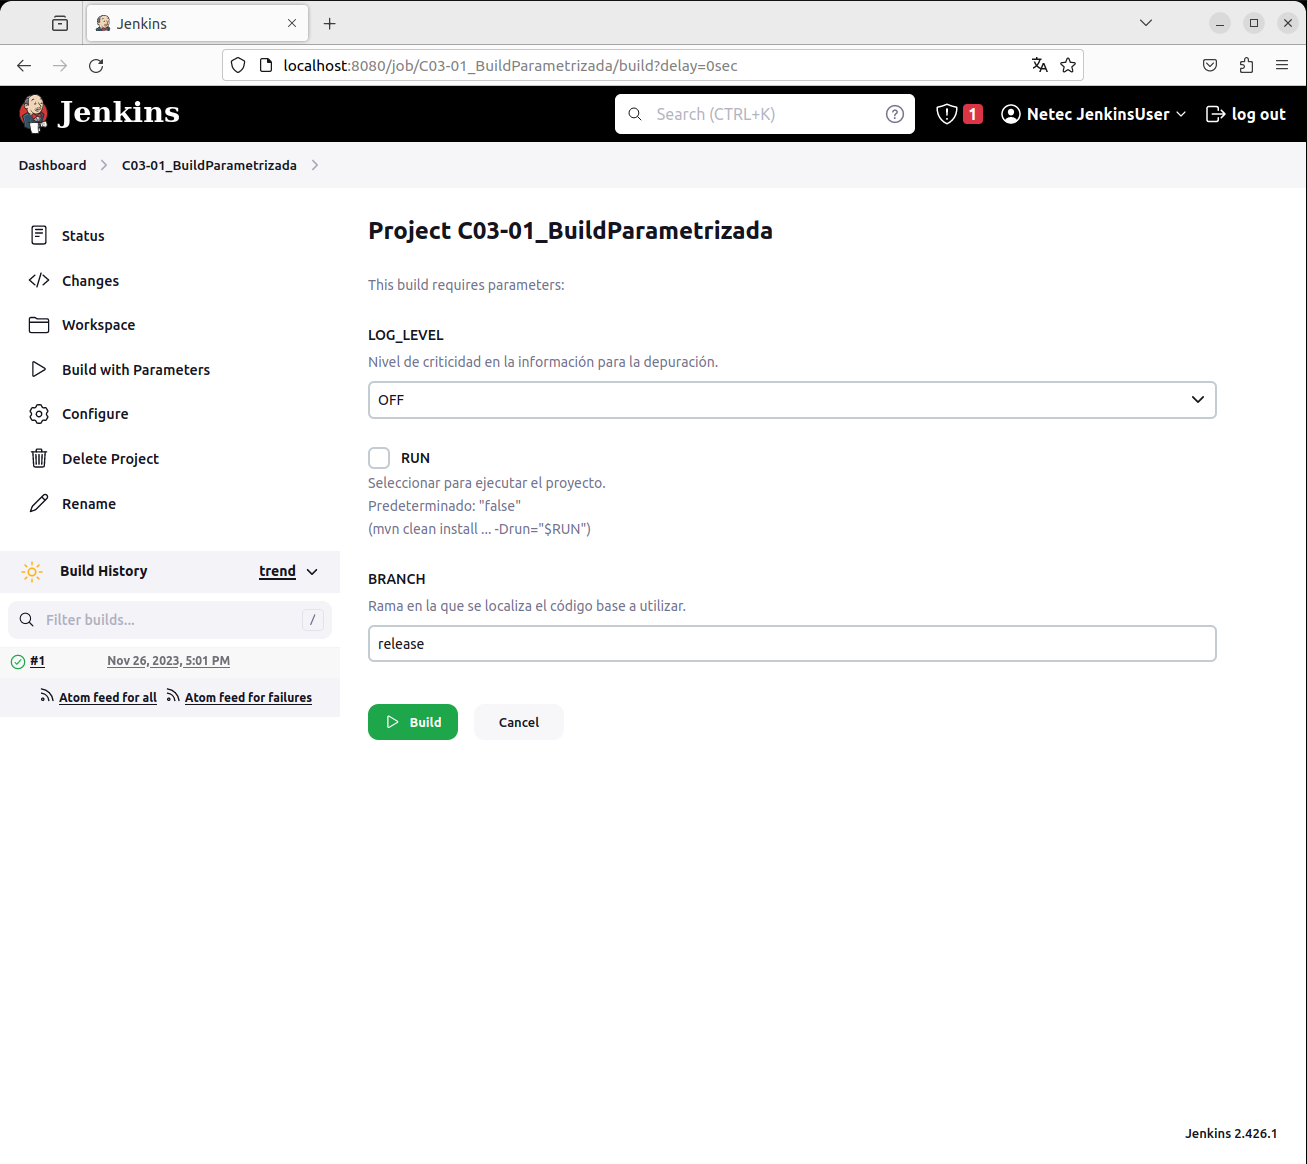 Jenkins
localhost:8080/job/C03-01_BuildParametrizada/build?delay=0sec
Jenkins
Search (CTRL+K)
1
Netec JenkinsUser
log out
Dashboard
C03-01_BuildParametrizada
Status
Changes
Workspace
Build with Parameters
Configure
Delete Project
Rename
Build History
trend
Filter builds...
/
#1
Nov 26, 2023, 5:01 PM
Atom feed for all
Atom feed for failures
Project C03-01_BuildParametrizada
This build requires parameters:
LOG_LEVEL
Nivel de criticidad en la información para la depuración.
OFF
RUN
Seleccionar para ejecutar el proyecto.
Predeterminado: "false"
(mvn clean install ... -Drun="$RUN")
BRANCH
Rama en la que se localiza el código base a utilizar.
release
Build
Cancel
Jenkins 2.426.1